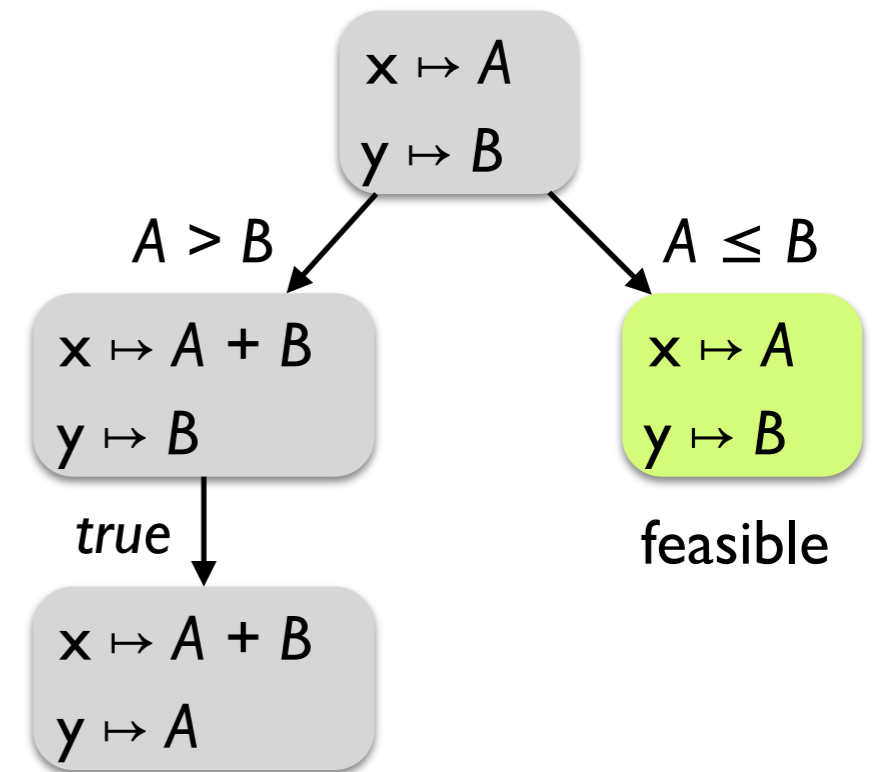 x ↦ A
y ↦ B
A > B
A ≤ B
x ↦ A + B
y ↦ B
x ↦ A
y ↦ B
true
feasible
x ↦ A + B
y ↦ A